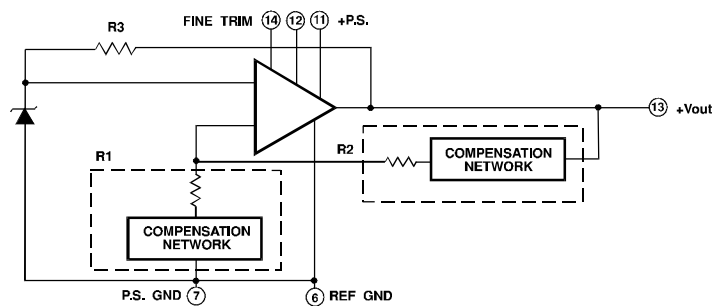 FINE TRIM 14 12 11 +P.S.
R3
13 +Vout
R1
R2
COMPENSATION
NETWORK
COMPENSATION
NETWORK
P.S. GND 7
6 REF GND